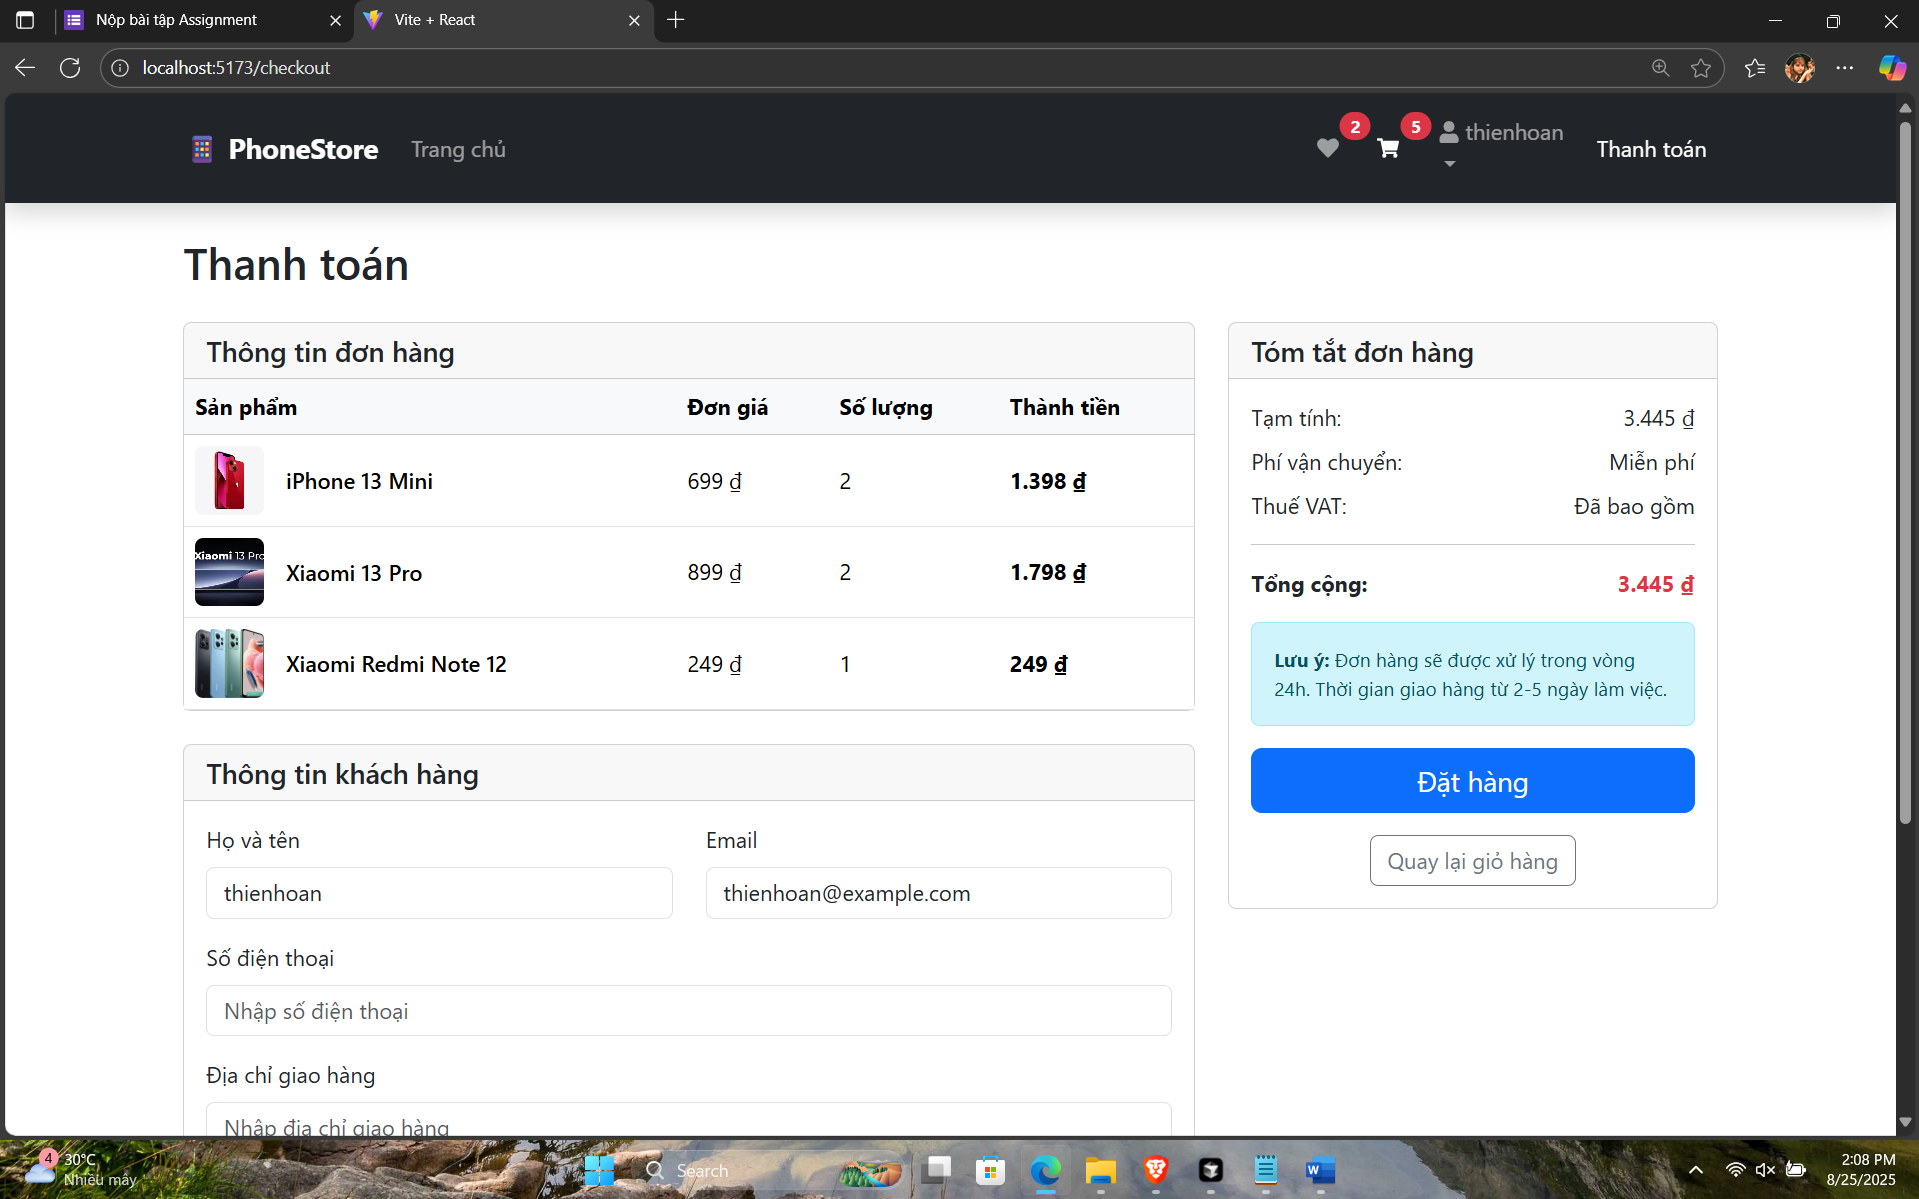 Nộp bài tập Assignment
Vite + React
localhost:5173/checkout
PhoneStore
Trang chủ
2
5
thienhoan
Thanh toán
Thanh toán
Thông tin đơn hàng
Sản phẩm Đơn giá Số lượng Thành tiền
iPhone 13 Mini 699 ₫ 2 1.398 ₫
Xiaomi 13 Pro
Xiaomi 13 Pro 899 ₫ 2 1.798 ₫
Xiaomi Redmi Note 12 249 ₫ 1 249 ₫
Thông tin khách hàng
Họ và tên
thienhoan
Email
thienhoan@example.com
Số điện thoại
Nhập số điện thoại
Địa chỉ giao hàng
Nhập địa chỉ giao hàng
Tóm tắt đơn hàng
Tạm tính: 3.445 ₫
Phí vận chuyển: Miễn phí
Thuế VAT: Đã bao gồm
Tổng cộng: 3.445 ₫
Lưu ý: Đơn hàng sẽ được xử lý trong vòng
24h. Thời gian giao hàng từ 2-5 ngày làm việc.
Đặt hàng
Quay lại giỏ hàng
4
30°C
Nhiều mây
Search
2:08 PM
8/25/2025